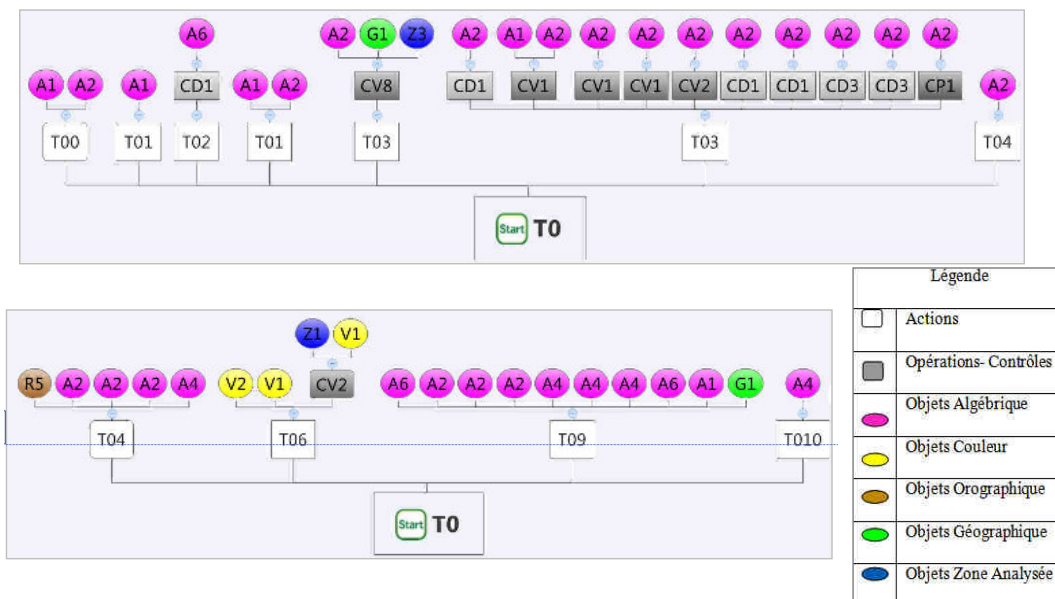 A6 A2 G1 Z3 A2 A1 A2 A2 A2 A2 A2 A2 A2 A2 A2
A1 A2 A1 CD1 A1 A2 CV8 CD1 CV1 CV1 CV1 CV2 CD1 CD1 CD3 CD3 CP1 A2
T00 T01 T02 T01 T03 T03 T04
Start T0
Légende
Actions
Opérations- Contrôles
Objets Algébrique
Objets Couleur
Objets Orographique
Objets Géographique
Objets Zone Analysée
Z1 V1
R5 A2 A2 A2 A4 V2 V1 CV2 A6 A2 A2 A2 A4 A4 A4 A6 A1 G1 A4
T04 T06 T09 T010
Start T0